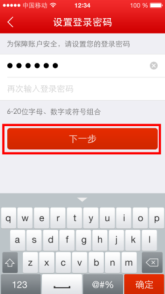 中国移动 12:34
设置登录密码
为保障账户安全，请设置您的登录密码
●●●●●●
再次输入登录密码
6-20位字母、数字或符号组合
下一步
q w e r t y u i o p
a s d f g h j k l
z x c v b n m
123 @#% 确定